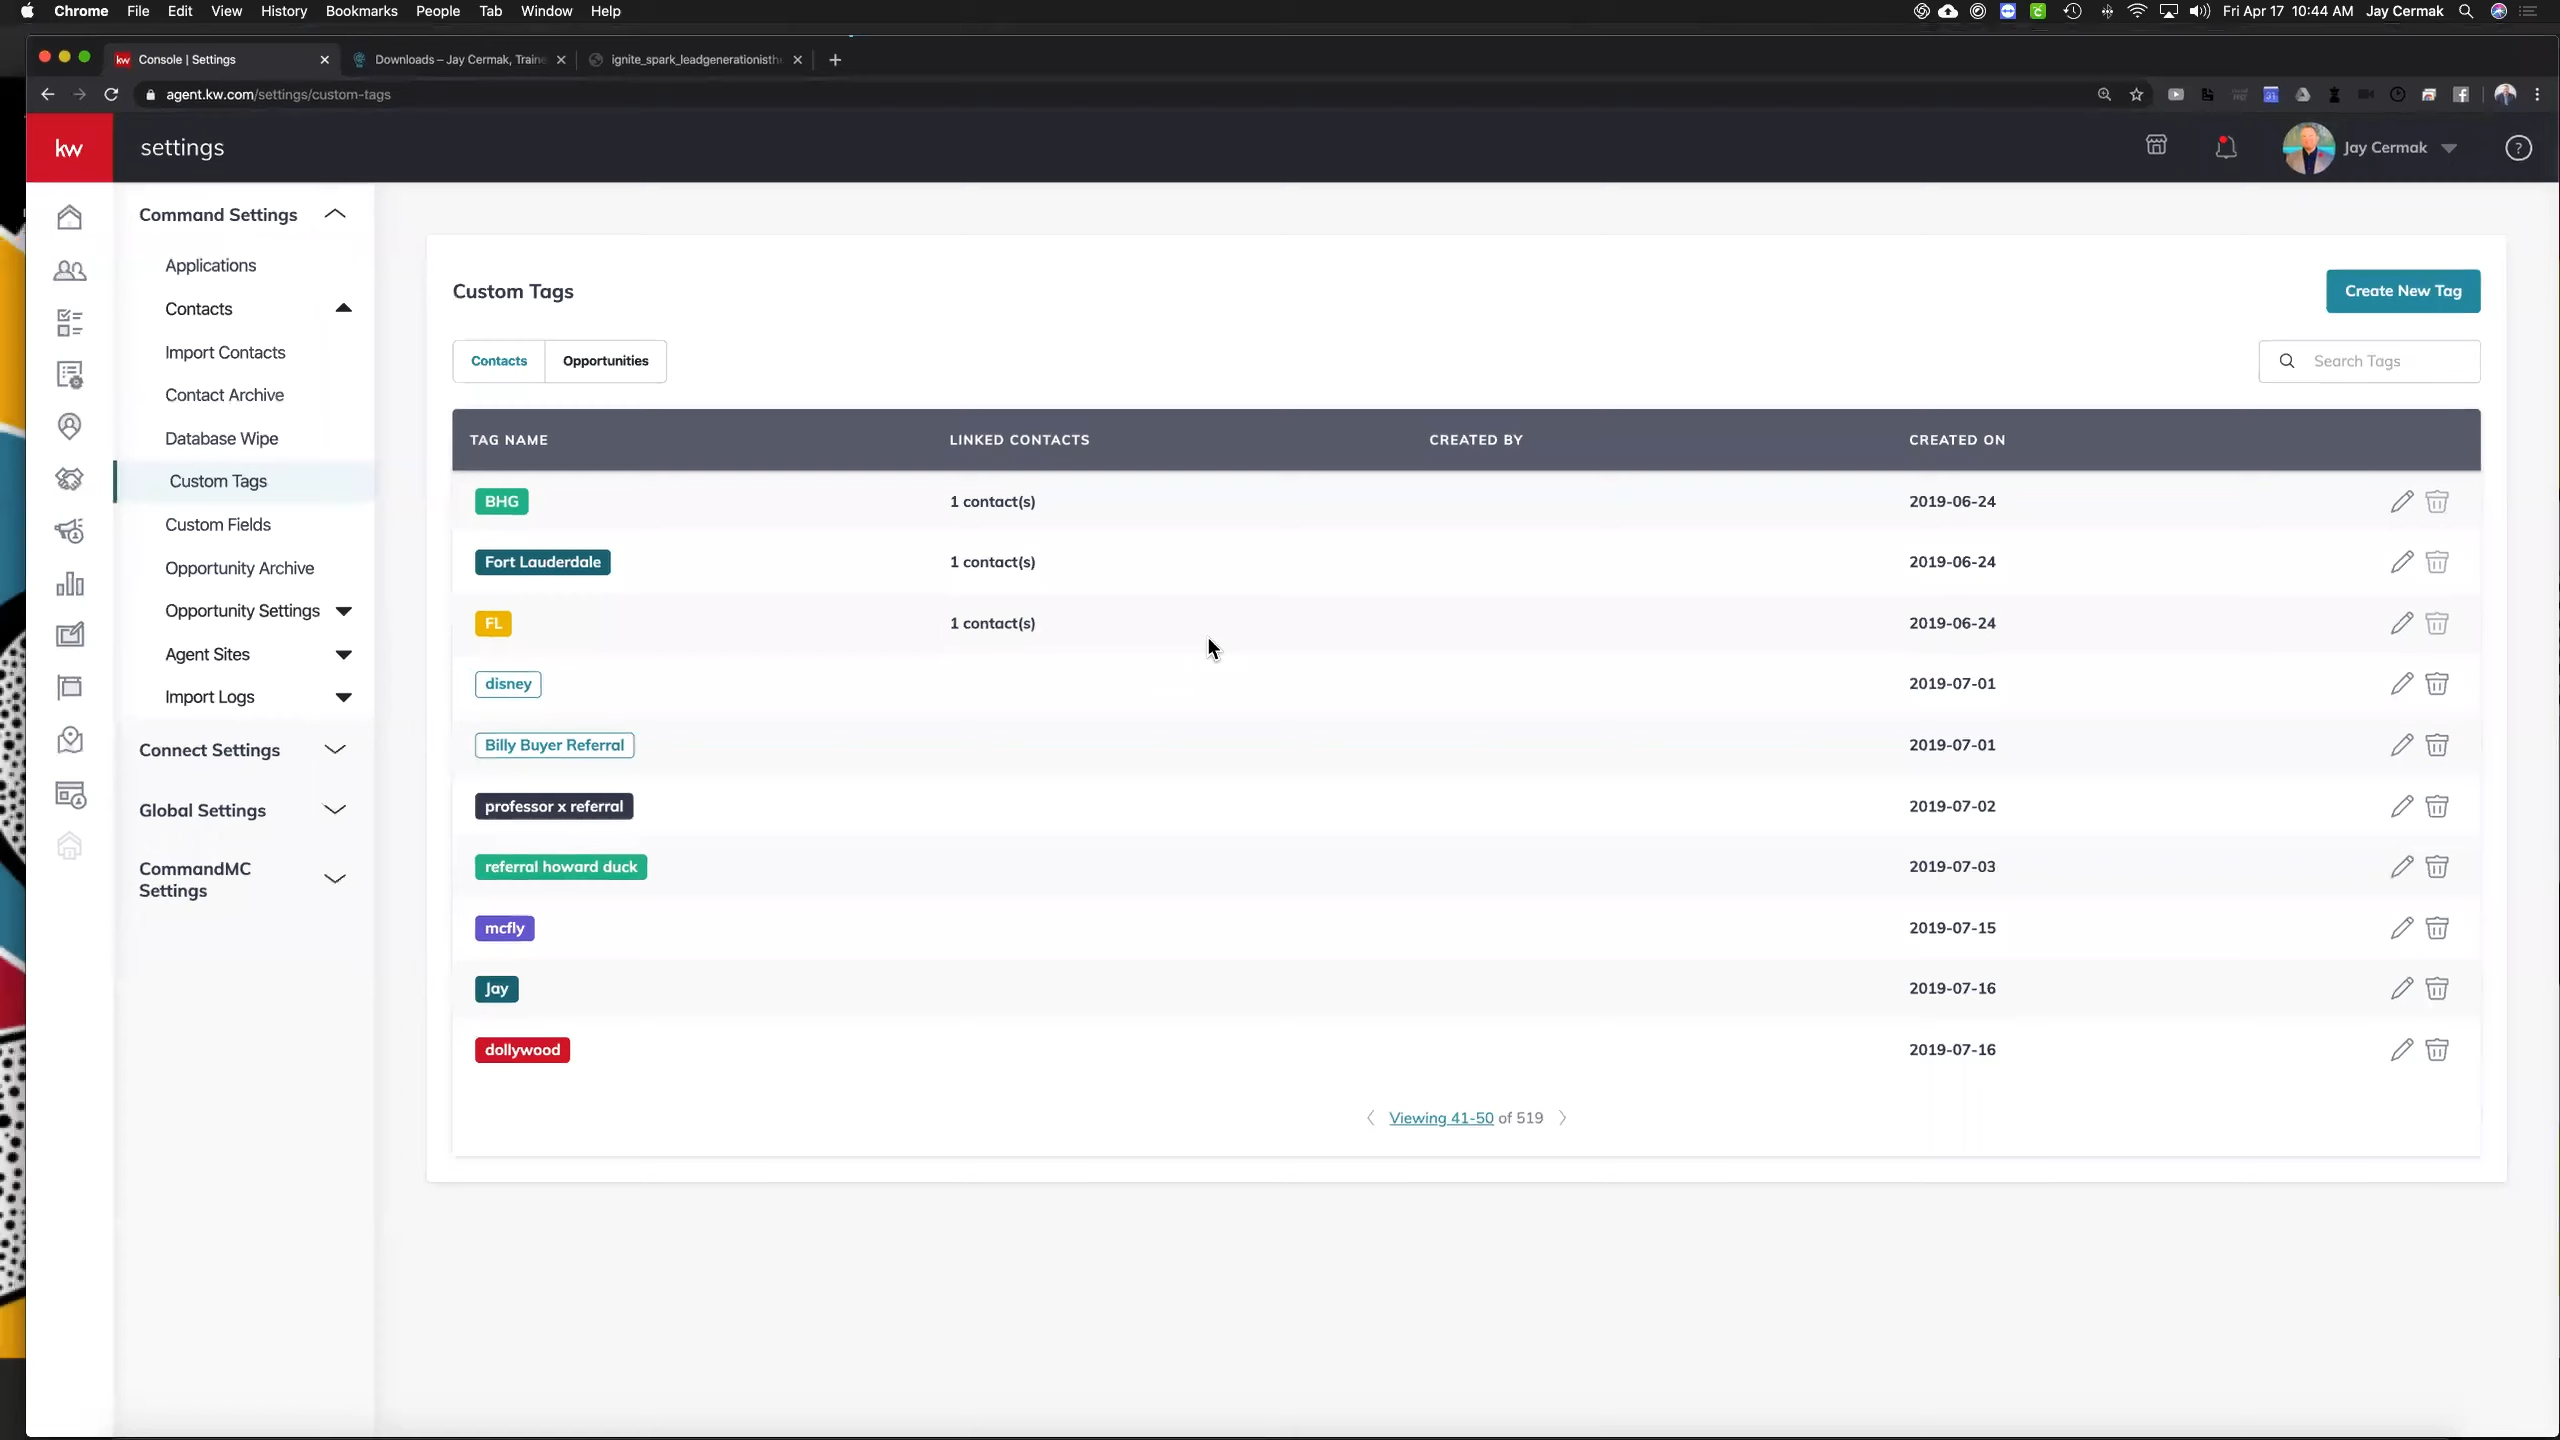 Chrome File Edit View History Bookmarks People Tab Window Help Fri Apr 17 10:44 AM Jay Cermak
kw Console | Settings Downloads – Jay Cermak, Traine ignite_spark_leadgenerationisth
agent.kw.com/settings/custom-tags
kw settings Jay Cermak ?
Command Settings
Applications
Contacts
Import Contacts
Contact Archive
Database Wipe
Custom Tags
Custom Fields
Opportunity Archive
Opportunity Settings
Agent Sites
Import Logs
Connect Settings
Global Settings
CommandMC
Settings
Custom Tags Create New Tag
Contacts Opportunities Search Tags
TAG NAME LINKED CONTACTS CREATED BY CREATED ON
BHG 1 contact(s) 2019-06-24
Fort Lauderdale 1 contact(s) 2019-06-24
FL 1 contact(s) 2019-06-24
disney 2019-07-01
Billy Buyer Referral 2019-07-01
professor x referral 2019-07-02
referral howard duck 2019-07-03
mcfly 2019-07-15
Jay 2019-07-16
dollywood 2019-07-16
Viewing 41-50 of 519